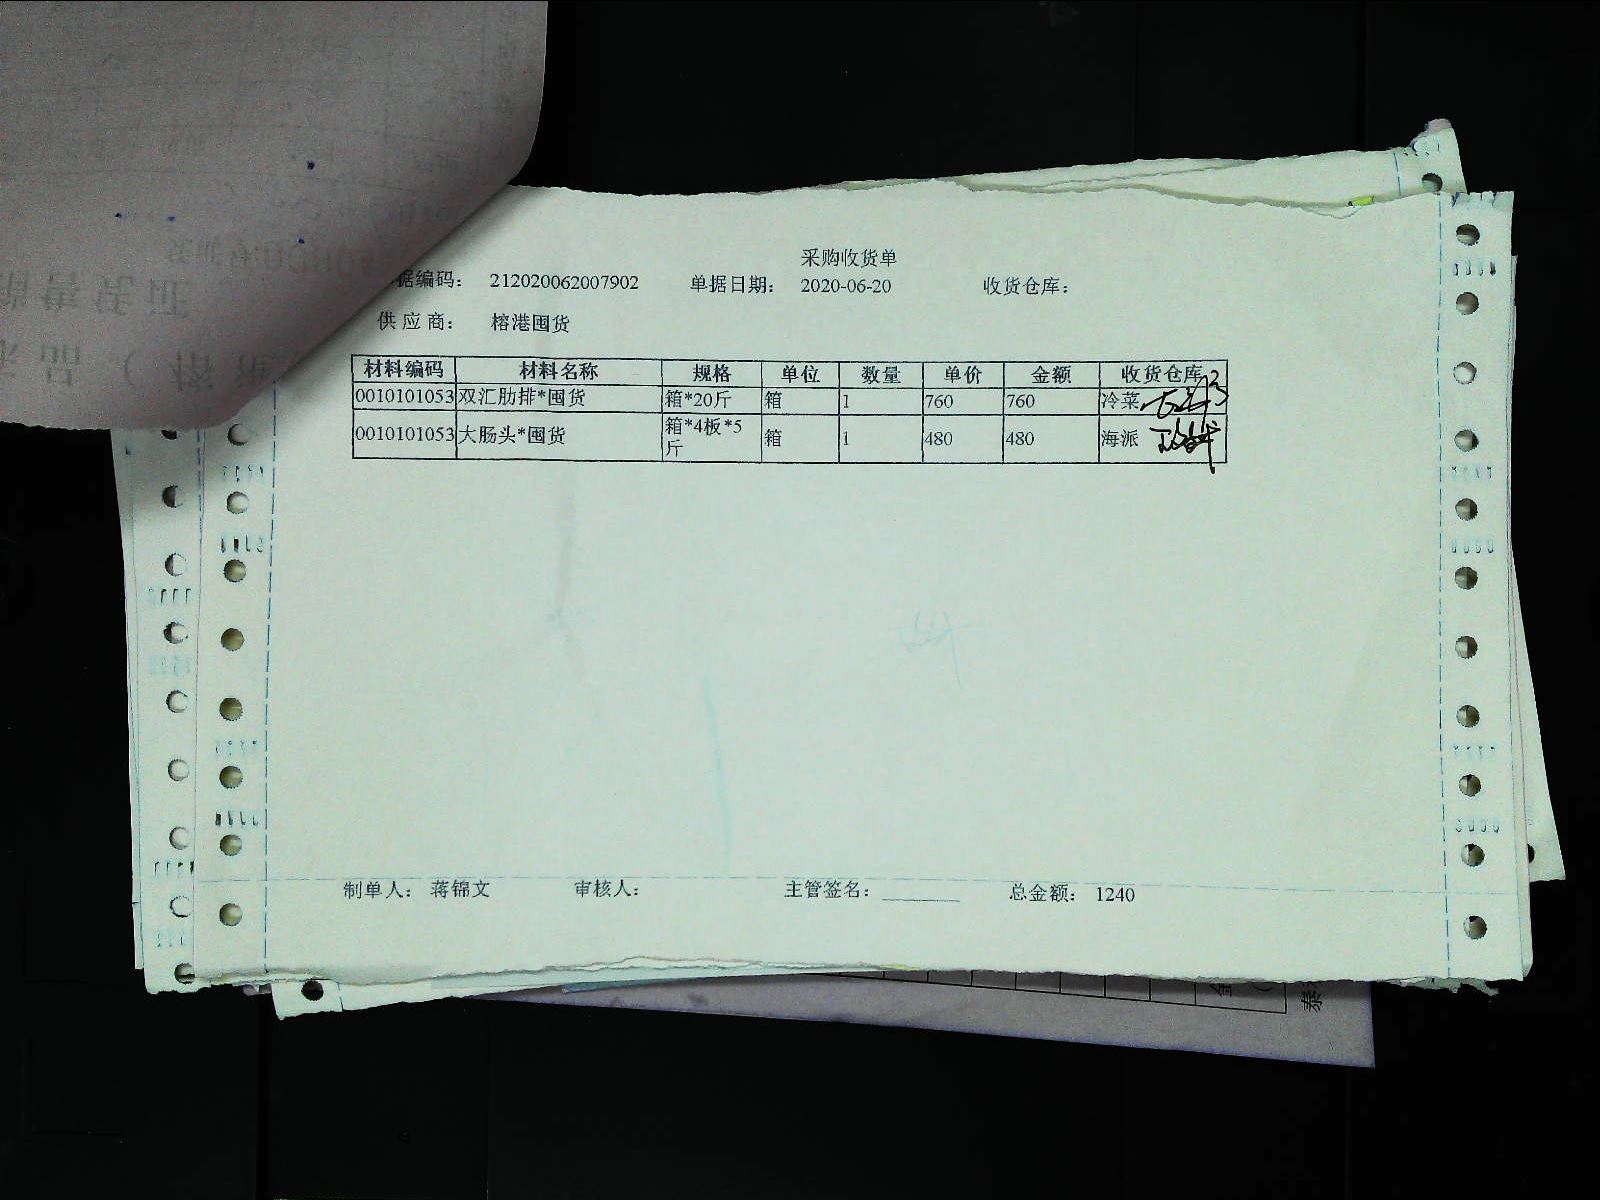 采购收货单
据编码： 212020062007902 单据日期： 2020-06-20 收货仓库：
供应商： 榕港囤货
材料编码 材料名称 规格 单位 数量 单价 金额 收货仓库
0010101053 双汇肋排*囤货 箱*20斤 箱 1 760 760 冷菜
0010101053 大肠头*囤货 箱*4板*5斤 箱 1 480 480 海派
制单人： 蒋锦文 审核人： 主管签名： ________ 总金额： 1240